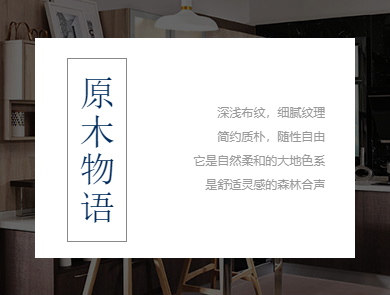 原木物语
深浅布纹，细腻纹理
简约质朴，随性自由
它是自然柔和的大地色系
是舒适灵感的森林合声